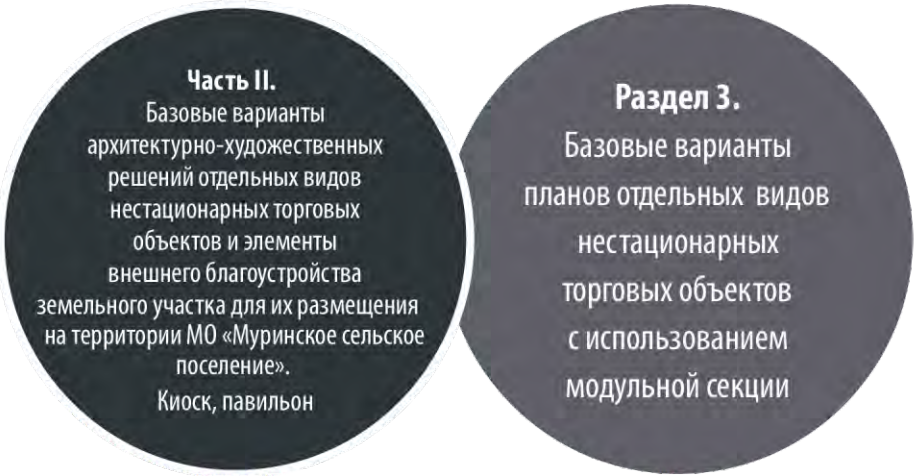 Часть II.
Базовые варианты
архитектурно-художественных
решений отдельных видов
нестационарных торговых
объектов и элементы
внешнего благоустройства
земельного участка для их размещения
на территории МО «Муринское сельское
поселение».
Киоск, павильон
Раздел 3.
Базовые варианты
планов отдельных видов
нестационарных
торговых объектов
с использованием
модульной секции